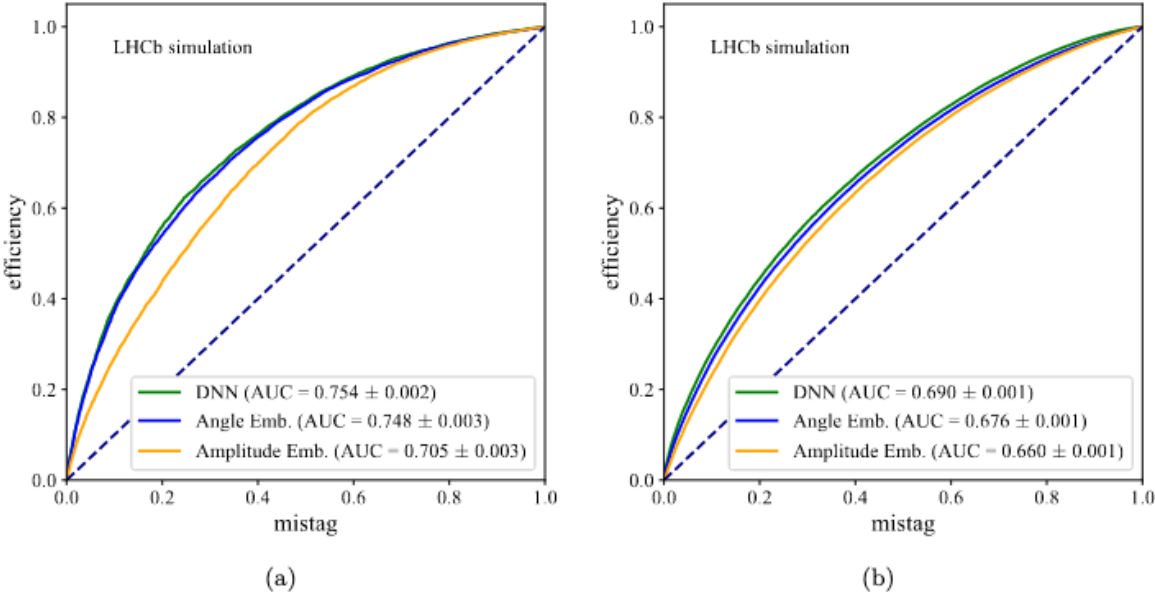 LHCb simulation
efficiency
1.0
0.8
0.6
0.4
0.2
0.0
DNN (AUC = 0.754 ± 0.002)
Angle Emb. (AUC = 0.748 ± 0.003)
Amplitude Emb. (AUC = 0.705 ± 0.003)
0.0 0.2 0.4 0.6 0.8 1.0
mistag
(a)
LHCb simulation
efficiency
1.0
0.8
0.6
0.4
0.2
0.0
DNN (AUC = 0.690 ± 0.001)
Angle Emb. (AUC = 0.676 ± 0.001)
Amplitude Emb. (AUC = 0.660 ± 0.001)
0.0 0.2 0.4 0.6 0.8 1.0
mistag
(b)